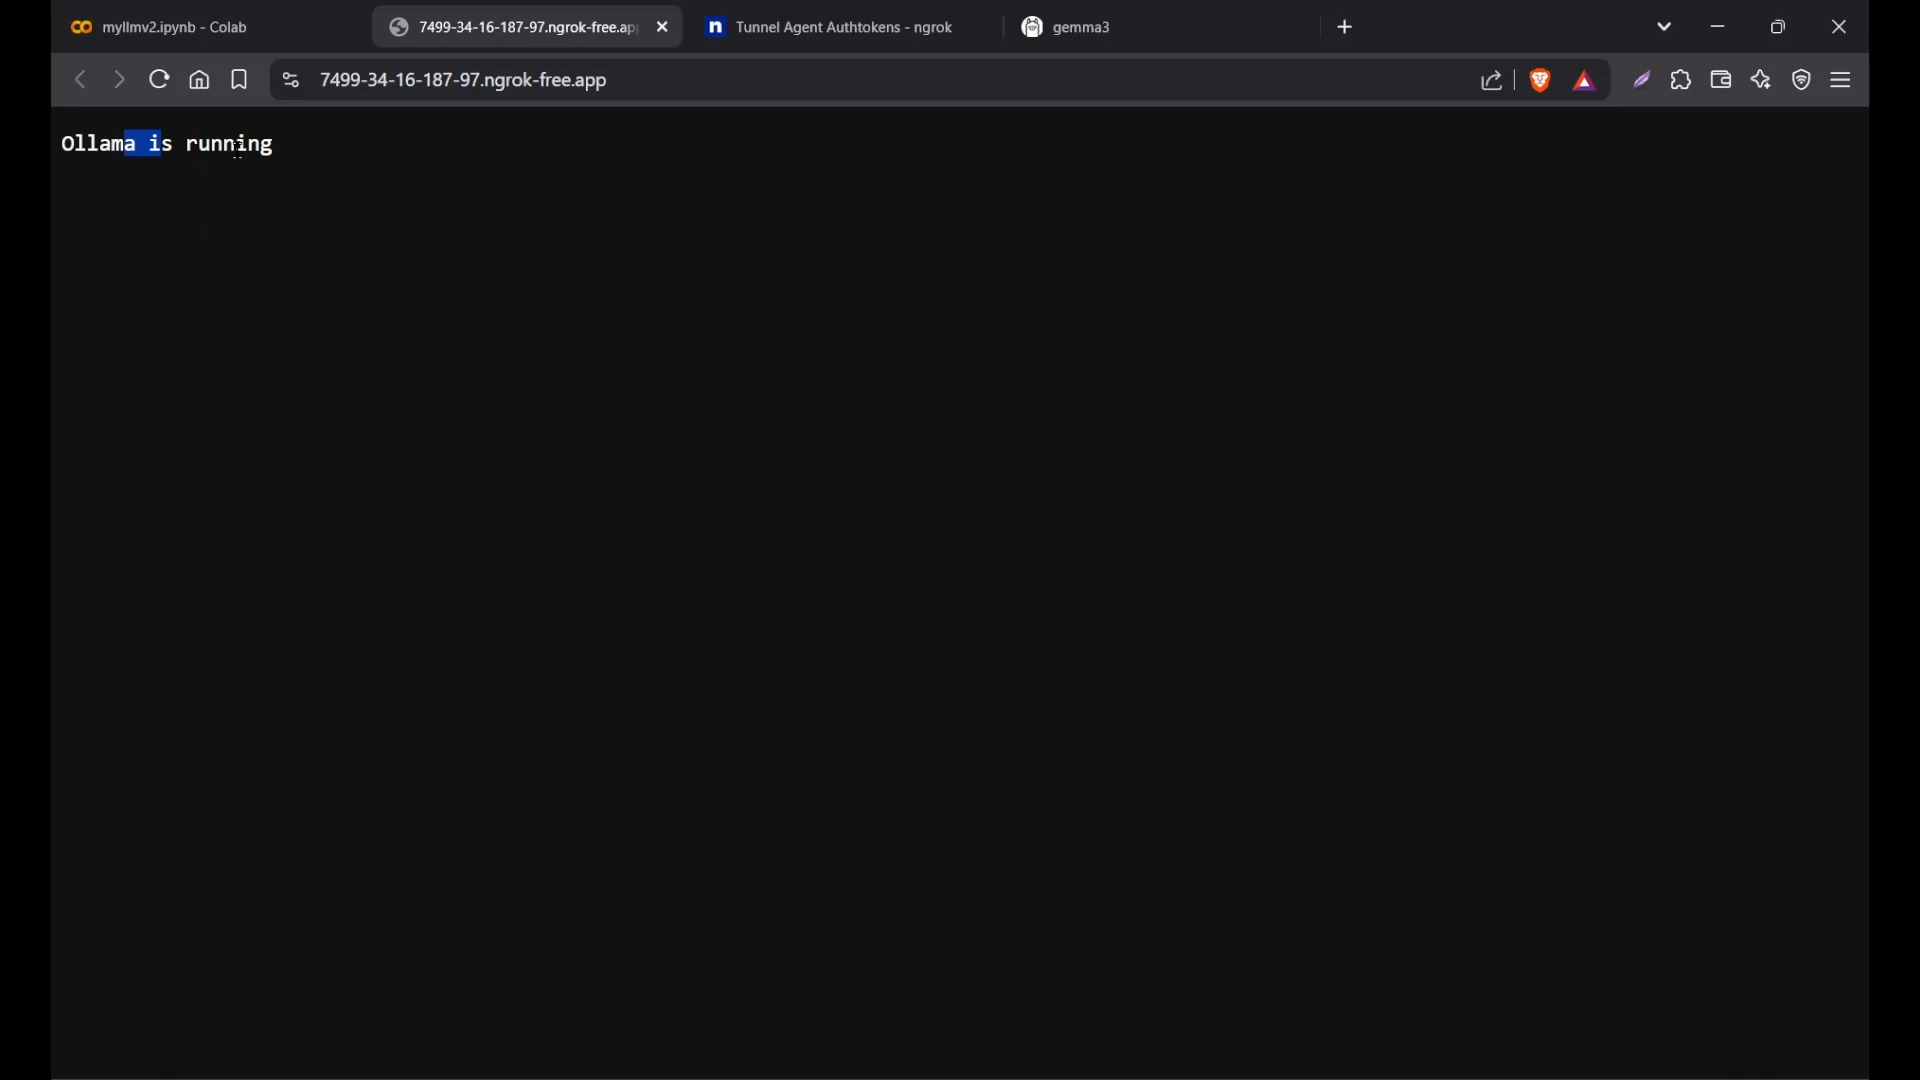 myllmv2.ipynb - Colab
7499-34-16-187-97.ngrok-free.ap
Tunnel Agent Authtokens - ngrok
gemma3
7499-34-16-187-97.ngrok-free.app
Ollama is running